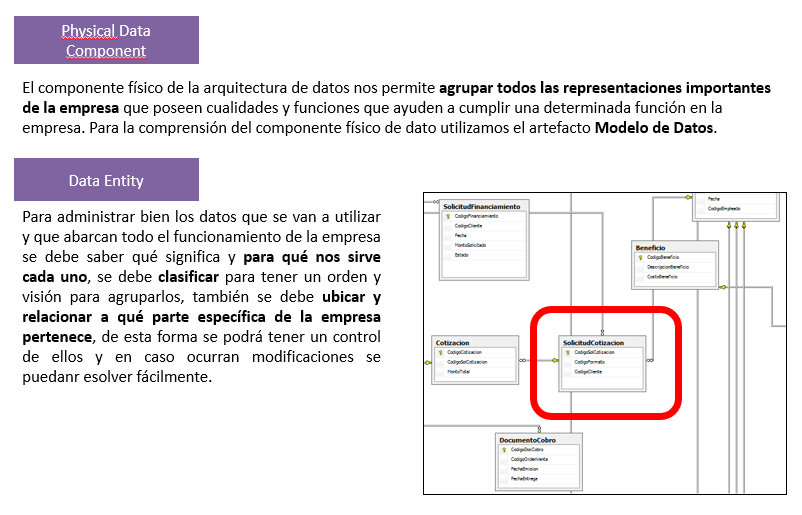 Physical Data
Component
El componente físico de la arquitectura de datos nos permite agrupar todos las representaciones importantes
de la empresa que poseen cualidades y funciones que ayuden a cumplir una determinada función en la
empresa. Para la comprensión del componente físico de dato utilizamos el artefacto Modelo de Datos.
Data Entity
Para administrar bien los datos que se van a utilizar
y que abarcan todo el funcionamiento de la empresa
se debe saber qué significa y para qué nos sirve
cada uno, se debe clasificar para tener un orden y
visión para agruparlos, también se debe ubicar y
relacionar a qué parte específica de la empresa
pertenece, de esta forma se podrá tener un control
de ellos y en caso ocurran modificaciones se
puedanr esolver fácilmente.
Fecha
CodigoEmpleado
SolicitudFinanciamiento
CodigoFinanciamiento
CodigoCliente
Fecha
MontoSolicitado
Estado
Beneficio
CodigoBeneficio
DescripcionBeneficio
CostoBeneficio
Cotizacion
CodigoCotizacion
CodigoSolCotizacion
MontoTotal
SolicitudCotizacion
CodigoSolCotizacion
CodigoFormato
CodigoCliente
DocumentoCobro
CodigoDocCobro
CodigoOrdenVenta
FechaEmision
FechaEntrega